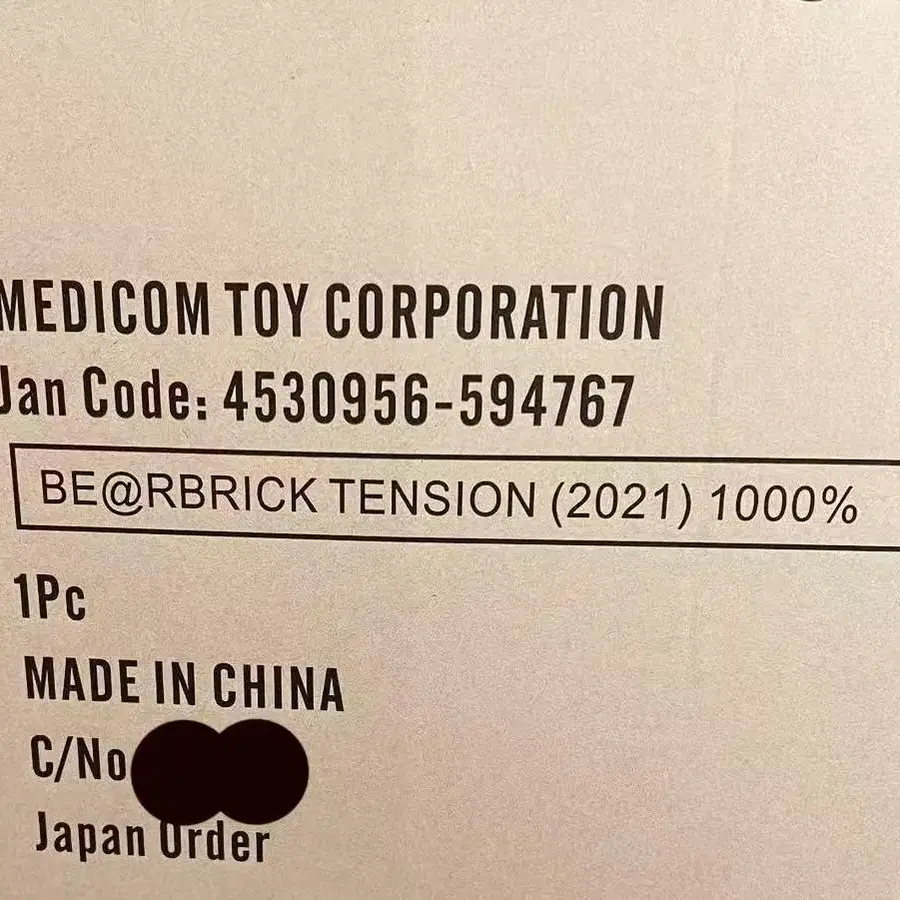 MEDICOM TOY CORPORATION
Jan Code: 4530956-594767
BE@RBRICK TENSION (2021) 1000%
1Pc
MADE IN CHINA
C/No
Japan Order